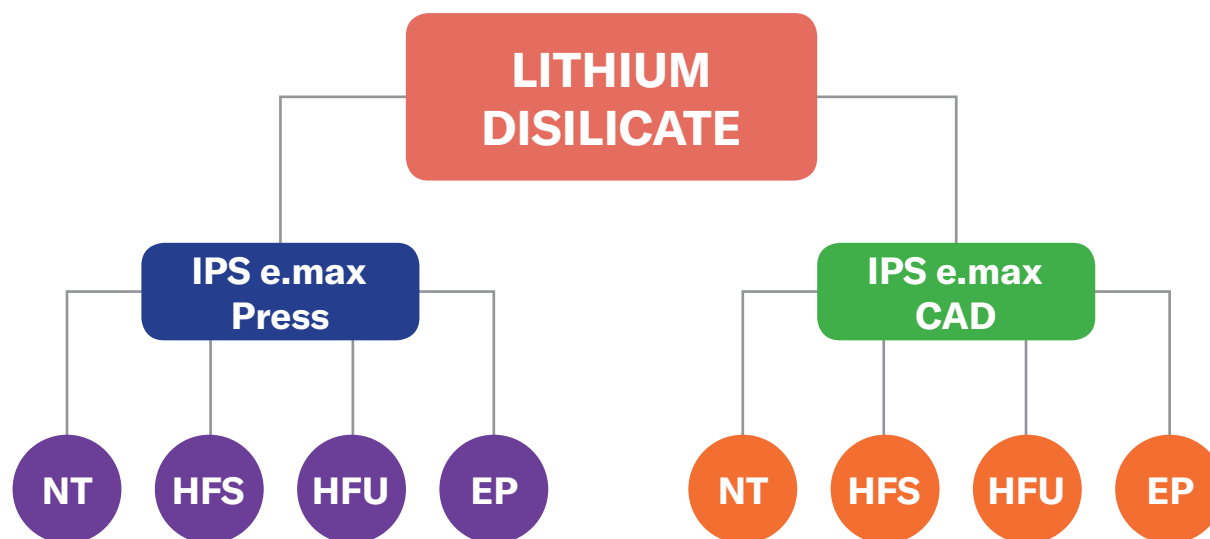 LITHIUM
DISILICATE
IPS e.max
Press
IPS e.max
CAD
NT
HFS
HFU
EP
NT
HFS
HFU
EP